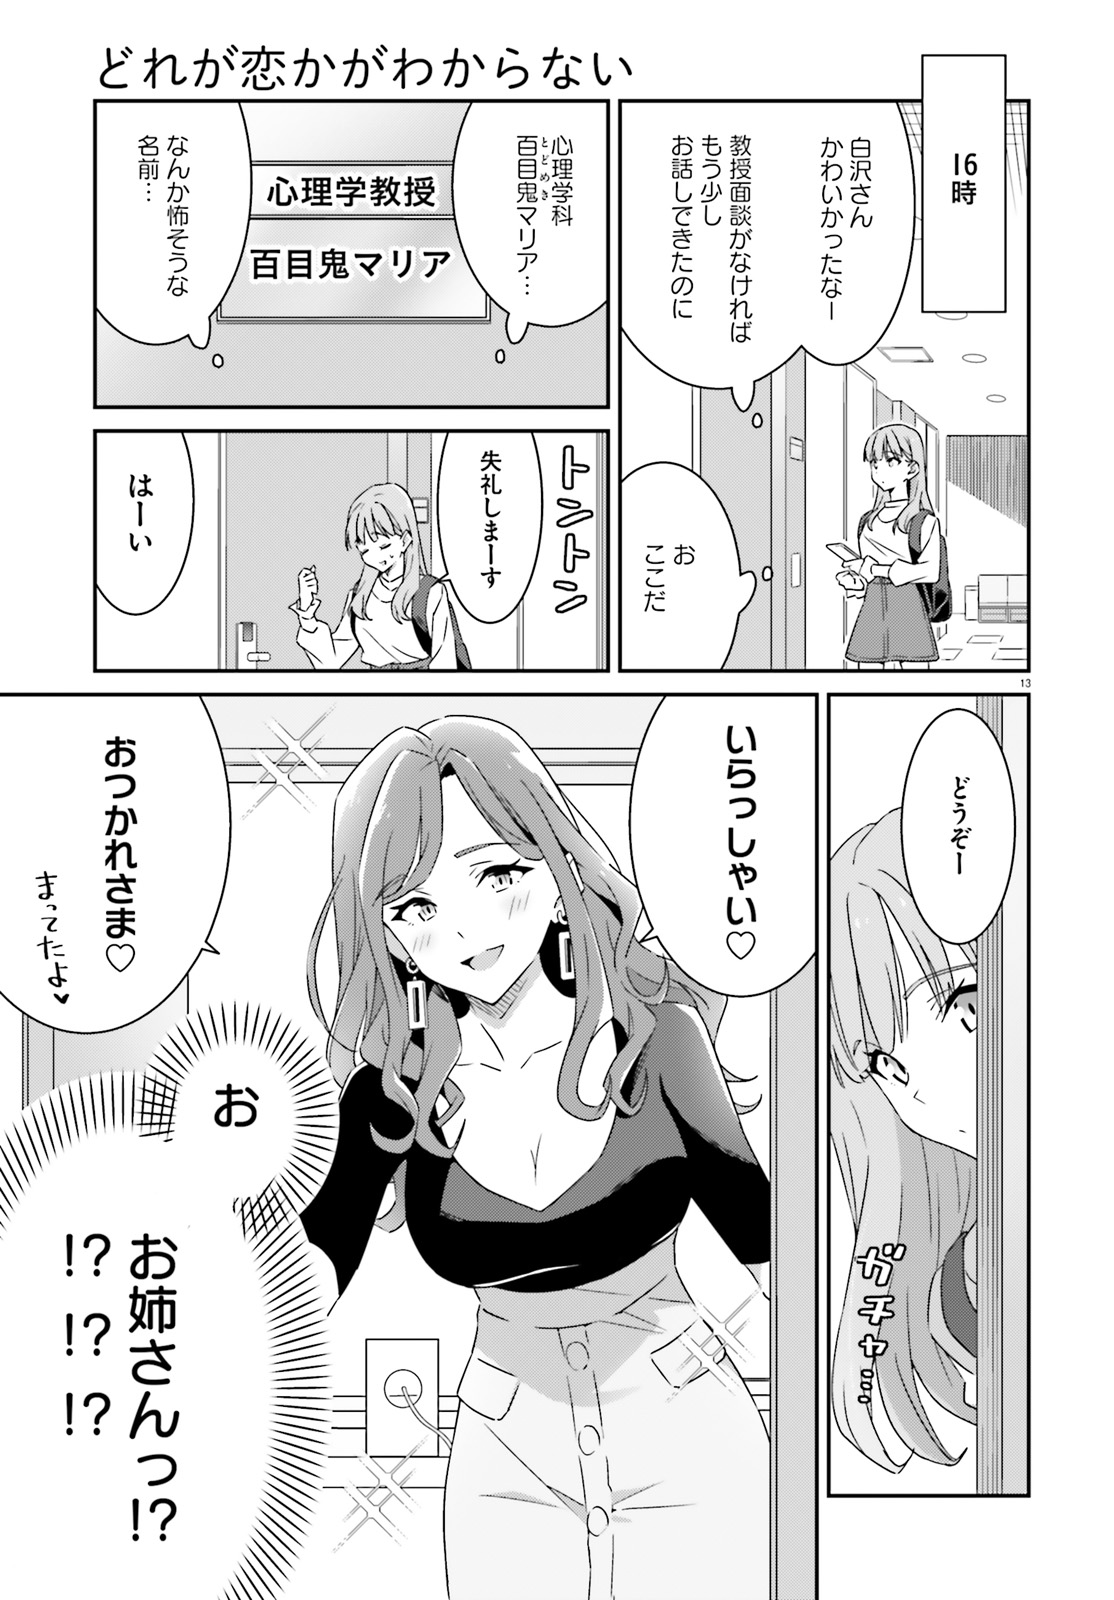 どれが恋かがわからない
16時
白沢さん
かわいかったなー
教授面談がなければ
もう少し
お話しできたのに
お
ここだ
心理学科
百目鬼マリア…
とどめき
心理学教授
百目鬼マリア
なんか怖そうな
名前…
トントン
失礼しまーす
はーい
13
どうぞー
ガチャ…
いらっしゃい♡
おつかれさま♡
まってたよ♥
お
お姉さんっ!?
!?!?!?